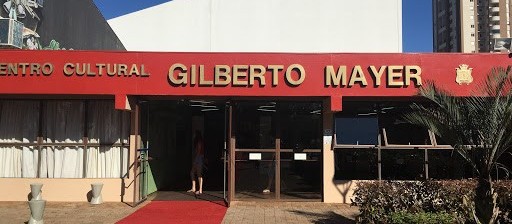 ENTRO CULTURAL GILBERTO MAYER